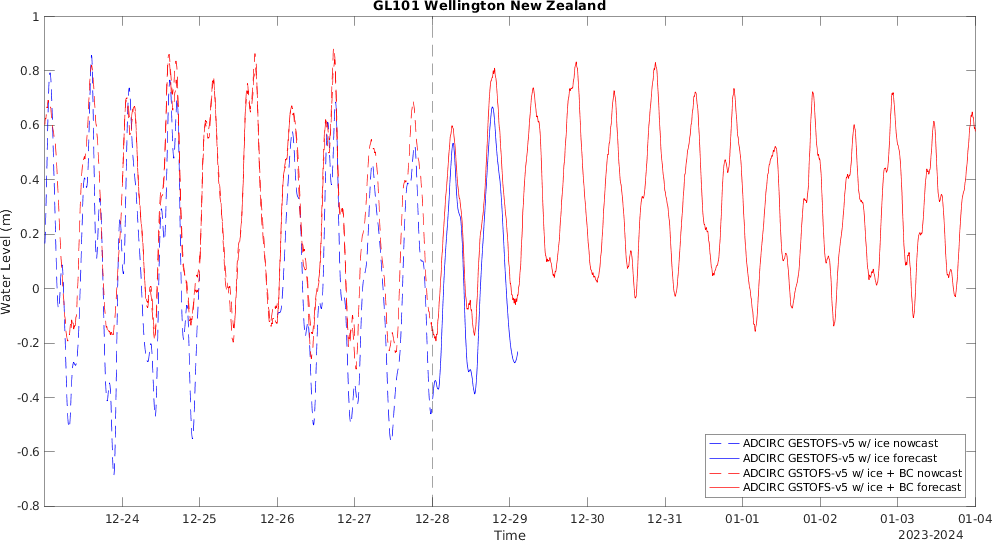 GL101 Wellington New Zealand
Water Level (m)
1
0.8
0.6
0.4
0.2
0
-0.2
-0.4
-0.6
-0.8
ADCIRC GESTOFS-v5 w/ ice nowcast
ADCIRC GESTOFS-v5 w/ ice forecast
ADCIRC GSTOFS-v5 w/ ice + BC nowcast
ADCIRC GSTOFS-v5 w/ ice + BC forecast
12-24 12-25 12-26 12-27 12-28 12-29 12-30 12-31 01-01 01-02 01-03 01-04
Time
2023-2024